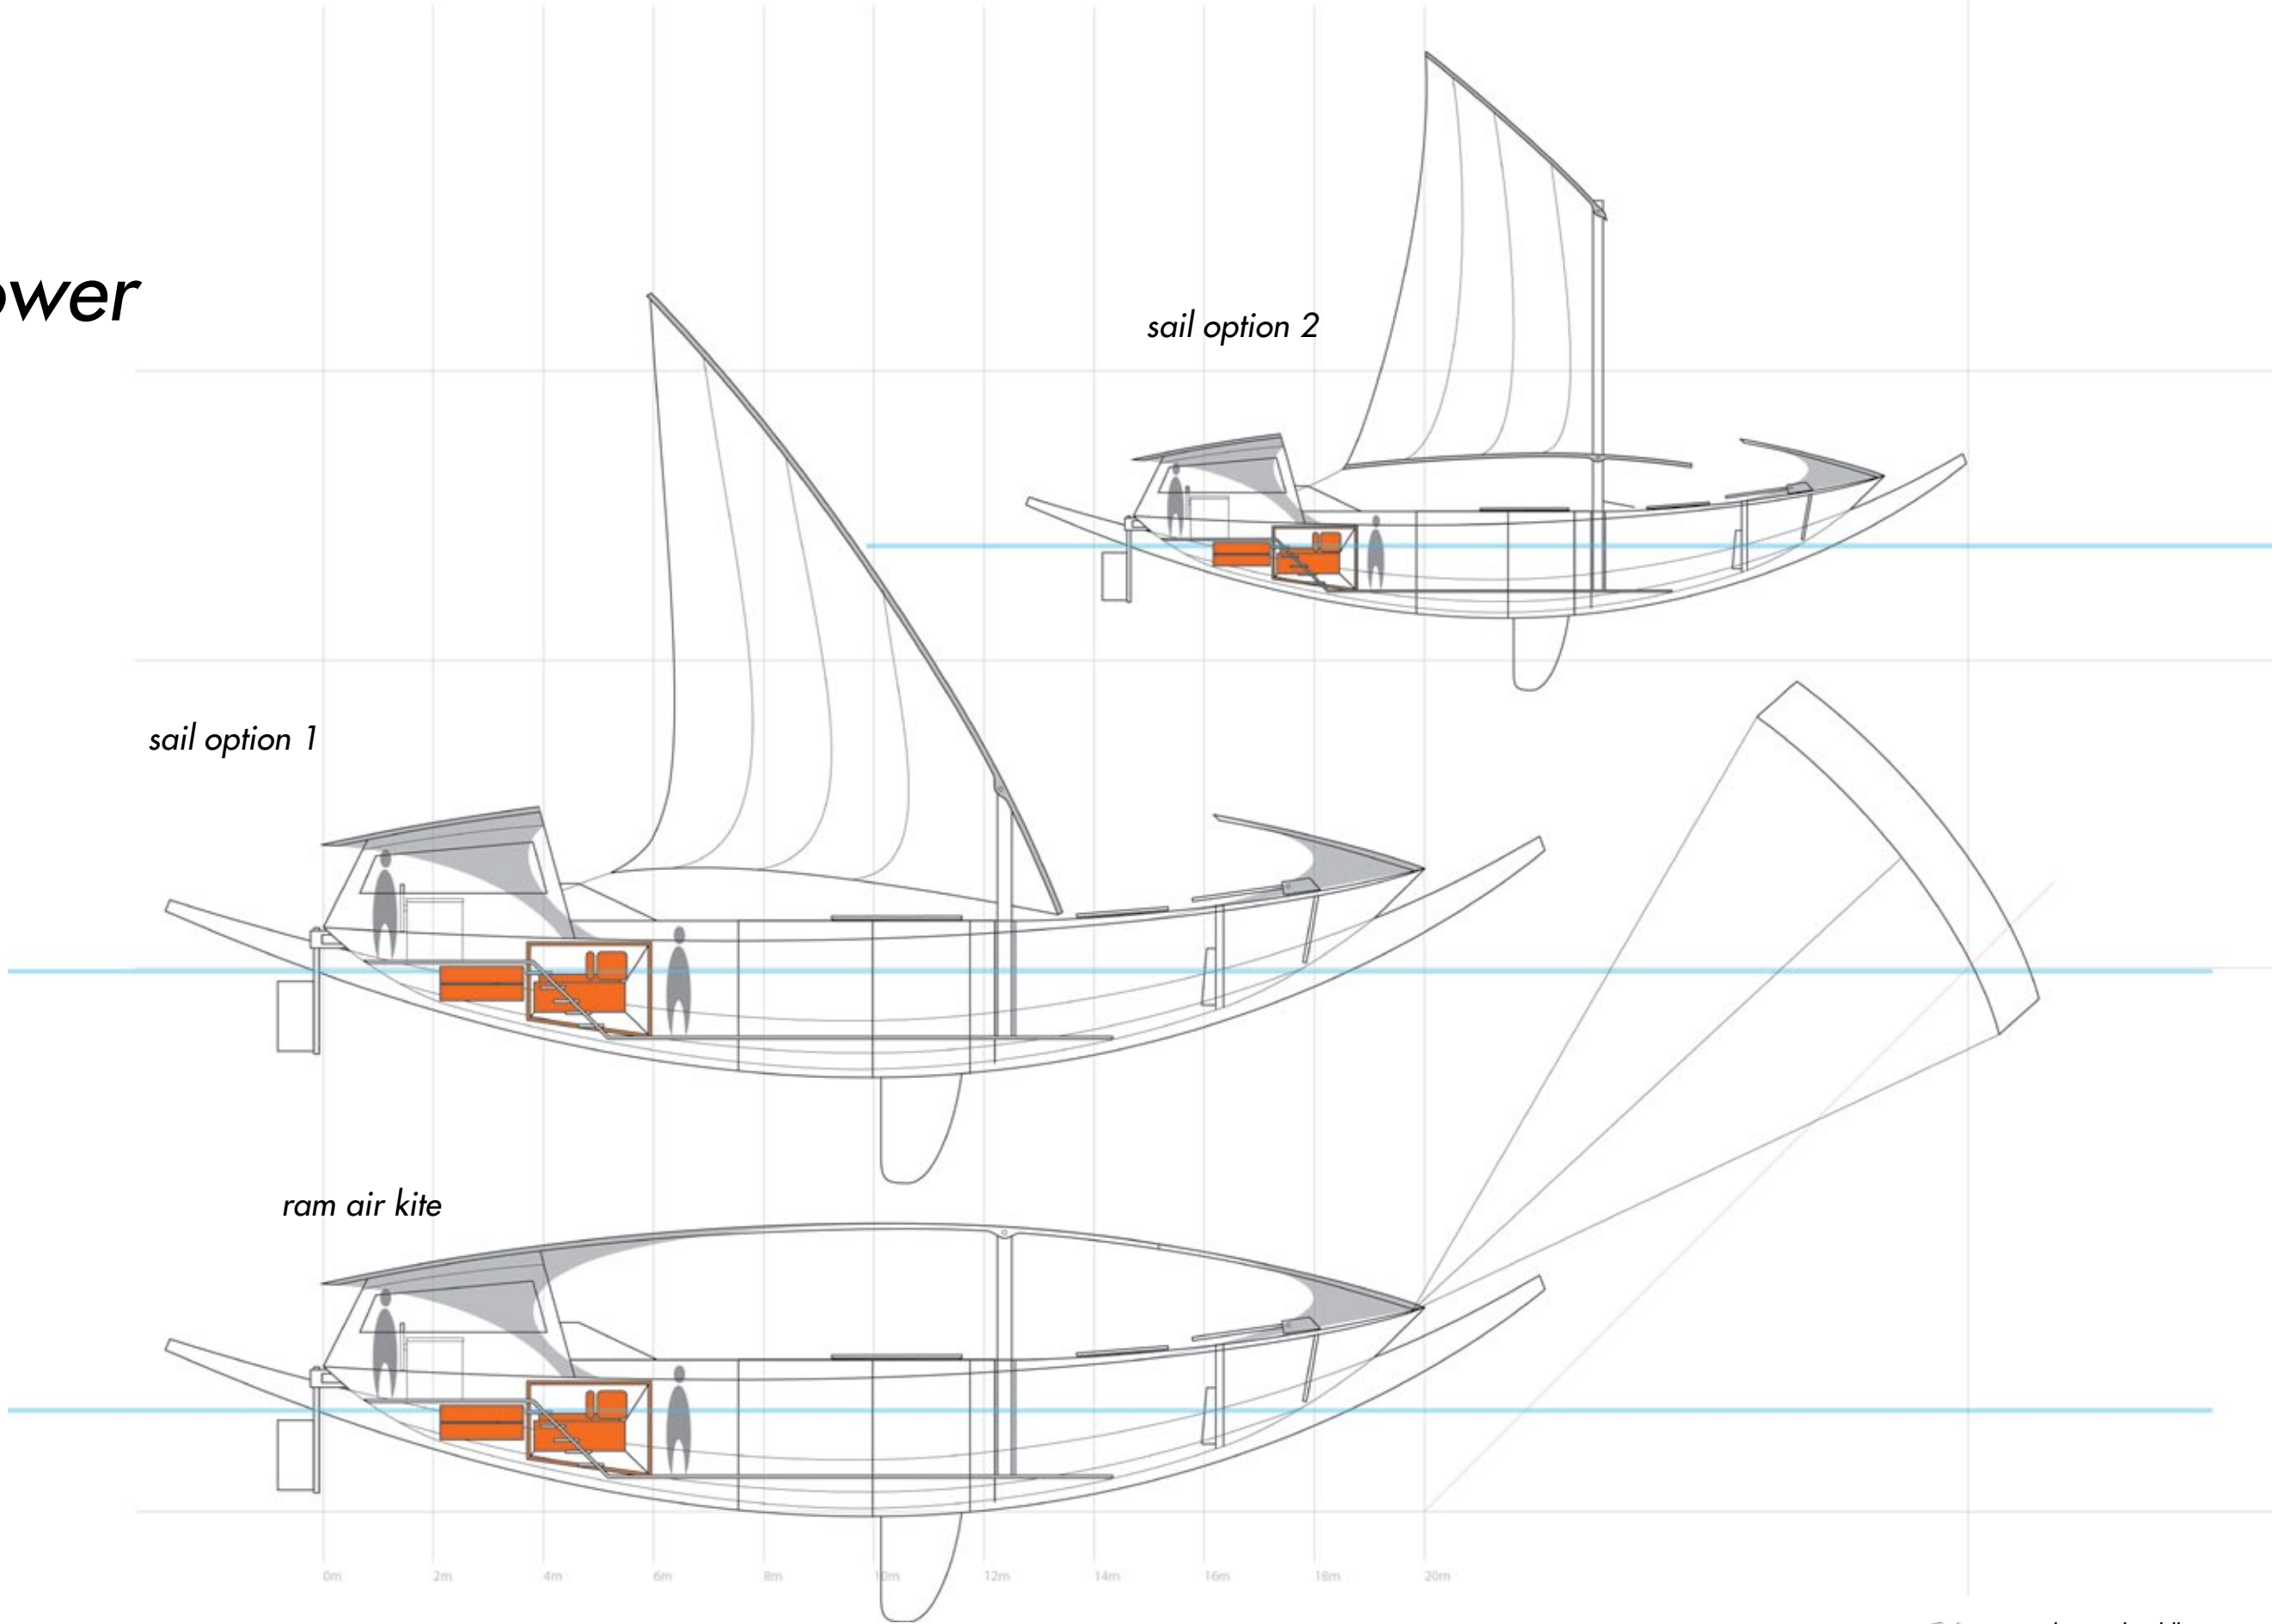 ower
sail option 2
sail option 1
ram air kite
0m 2m 4m 6m 8m 10m 12m 14m 16m 18m 20m